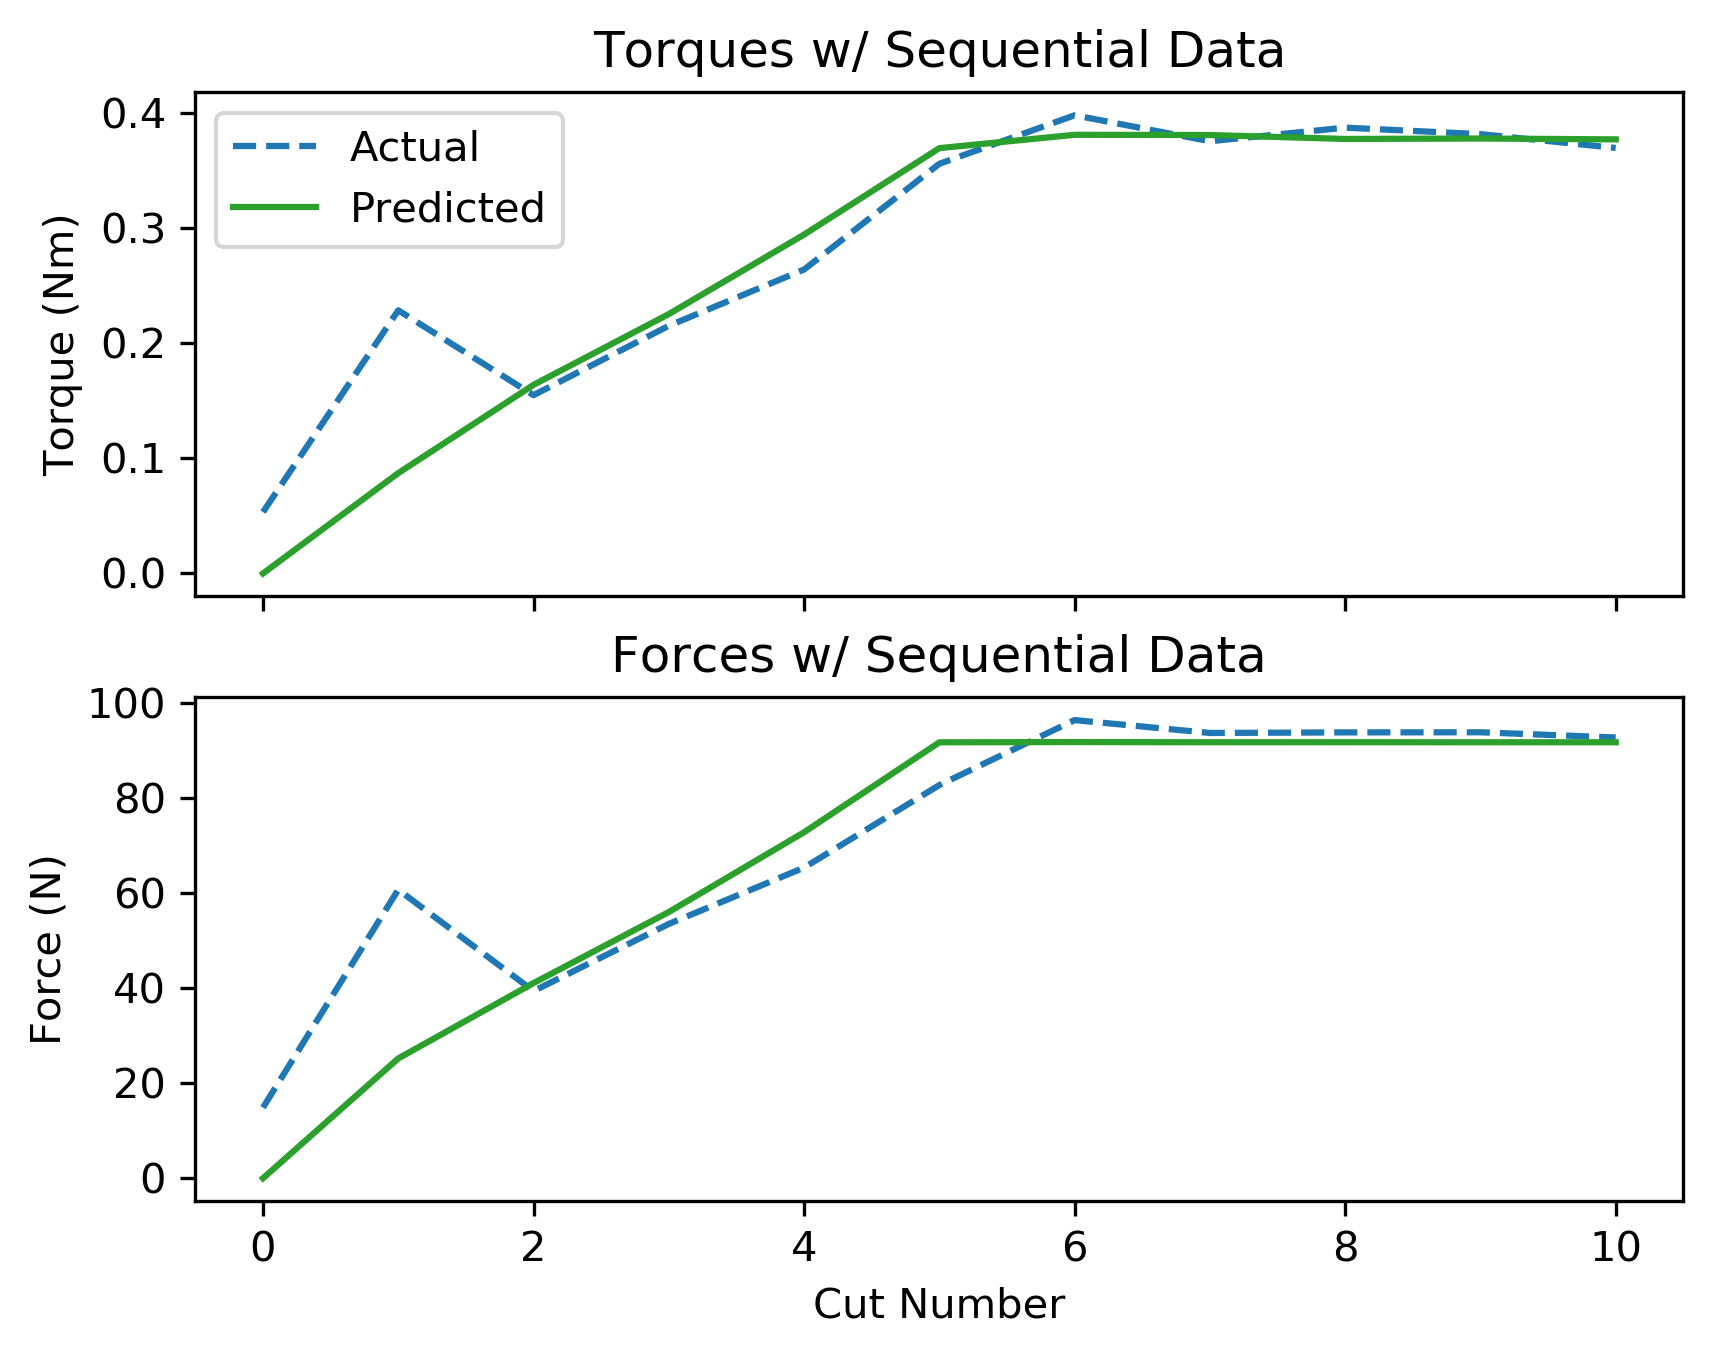 Torques w/ Sequential Data
0.4
0.3
0.2
0.1
0.0
Torque (Nm)
Actual
Predicted
Forces w/ Sequential Data
100
80
60
40
20
0
Force (N)
0 2 4 6 8 10
Cut Number